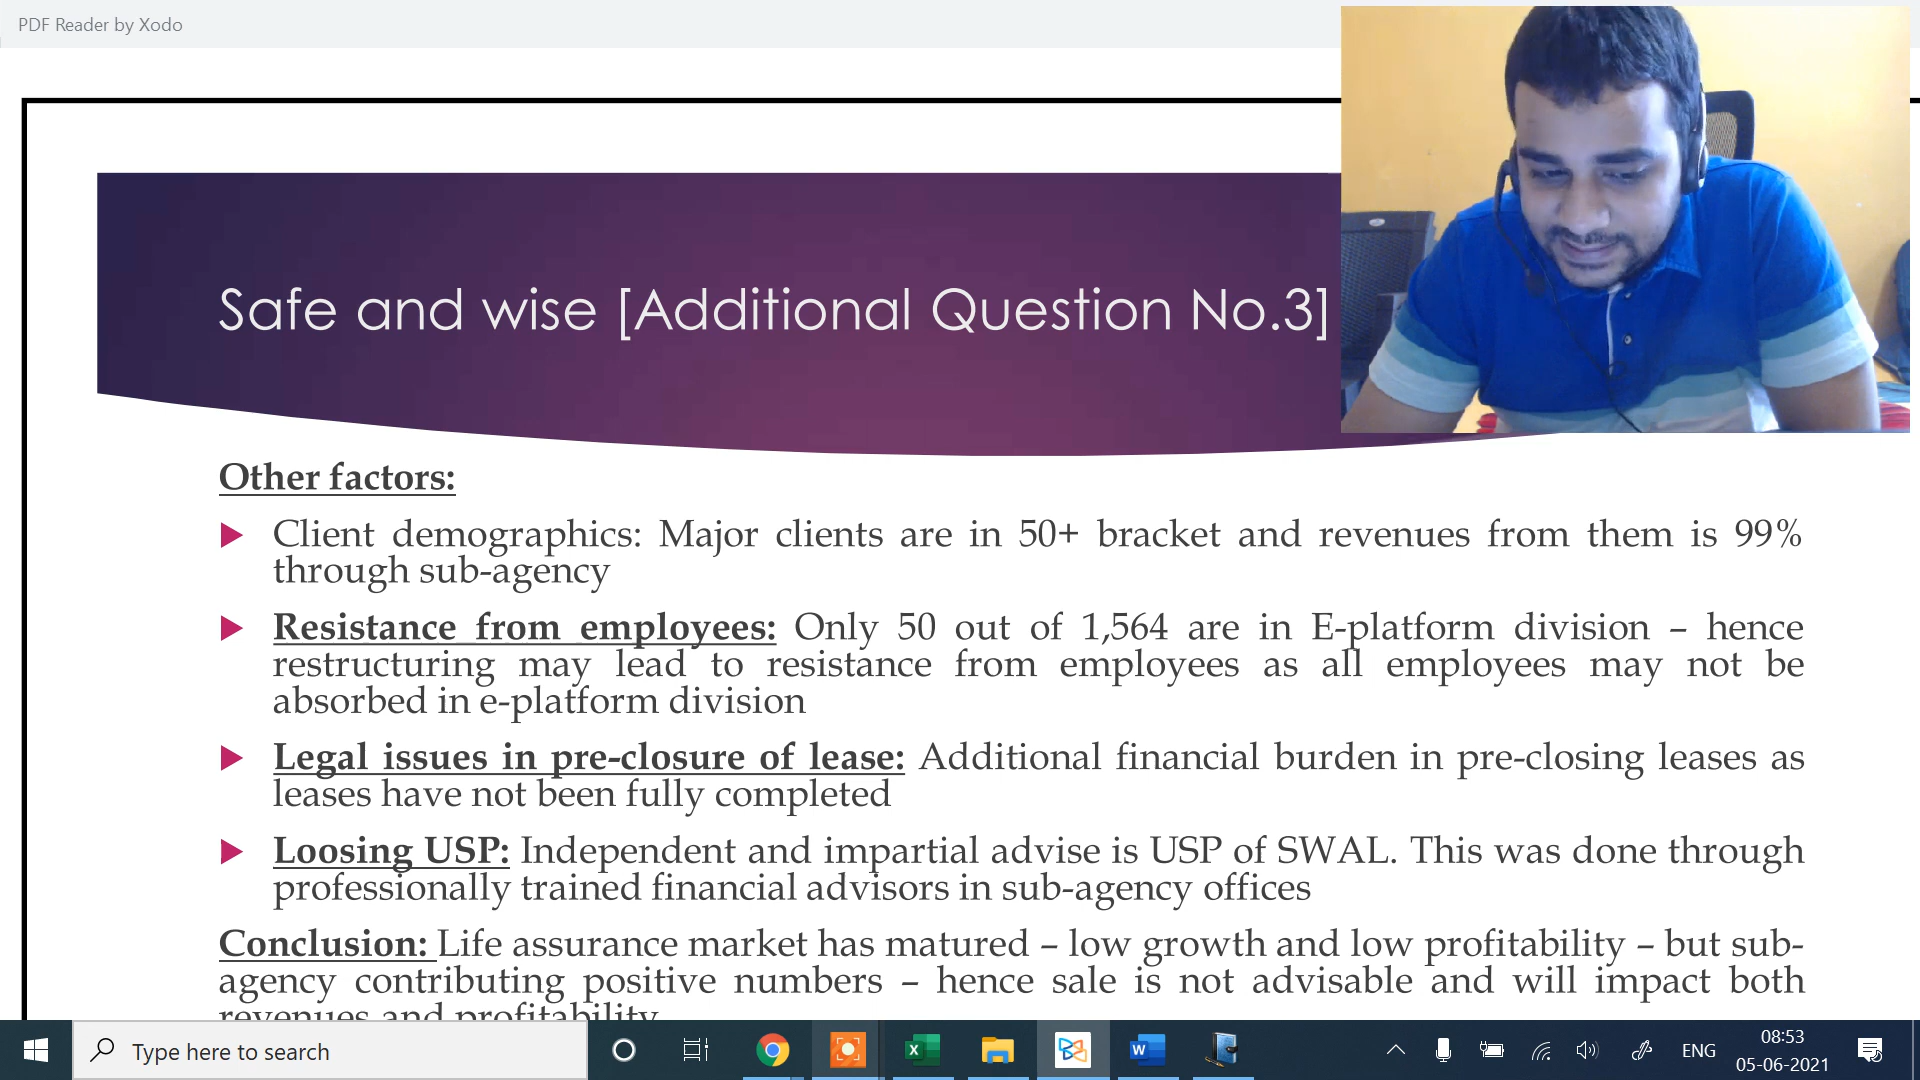 PDF Reader by Xodo
Safe and wise [Additional Question No.3]
Other factors:
Client demographics: Major clients are in 50+ bracket and revenues from them is 99%
through sub-agency
Resistance from employees: Only 50 out of 1,564 are in E-platform division – hence
restructuring may lead to resistance from employees as all employees may not be
absorbed in e-platform division
Legal issues in pre-closure of lease: Additional financial burden in pre-closing leases as
leases have not been fully completed
Loosing USP: Independent and impartial advise is USP of SWAL. This was done through
professionally trained financial advisors in sub-agency offices
Conclusion: Life assurance market has matured – low growth and low profitability – but sub-
agency contributing positive numbers – hence sale is not advisable and will impact both
revenues and profitability
Type here to search
ENG
08:53
05-06-2021